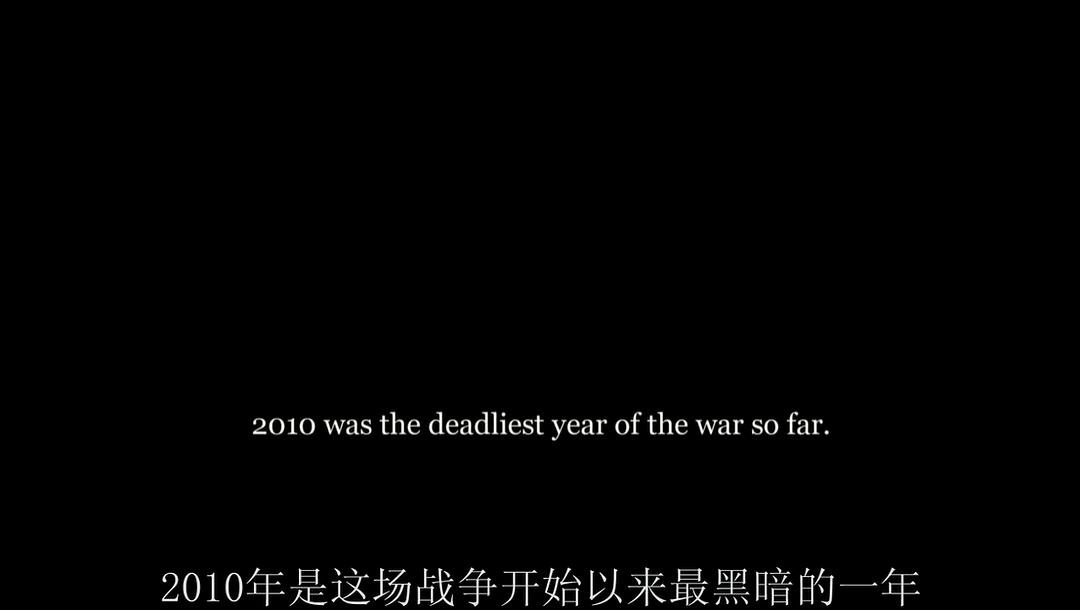 2010 was the deadliest year of the war so far.
2010年是这场战争开始以来最黑暗的一年